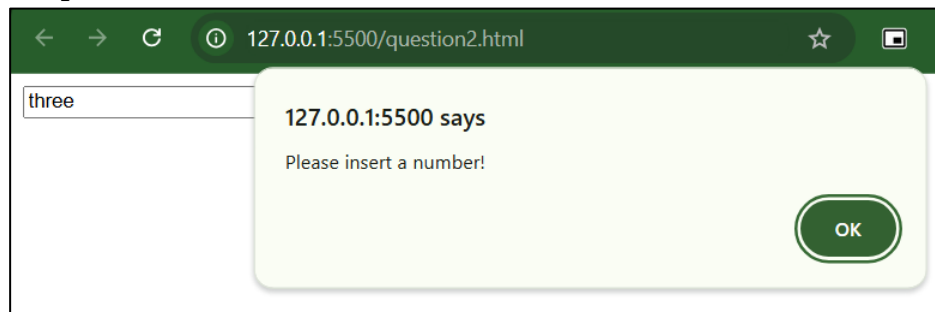 127.0.0.1:5500/question2.html
three
127.0.0.1:5500 says
Please insert a number!
OK